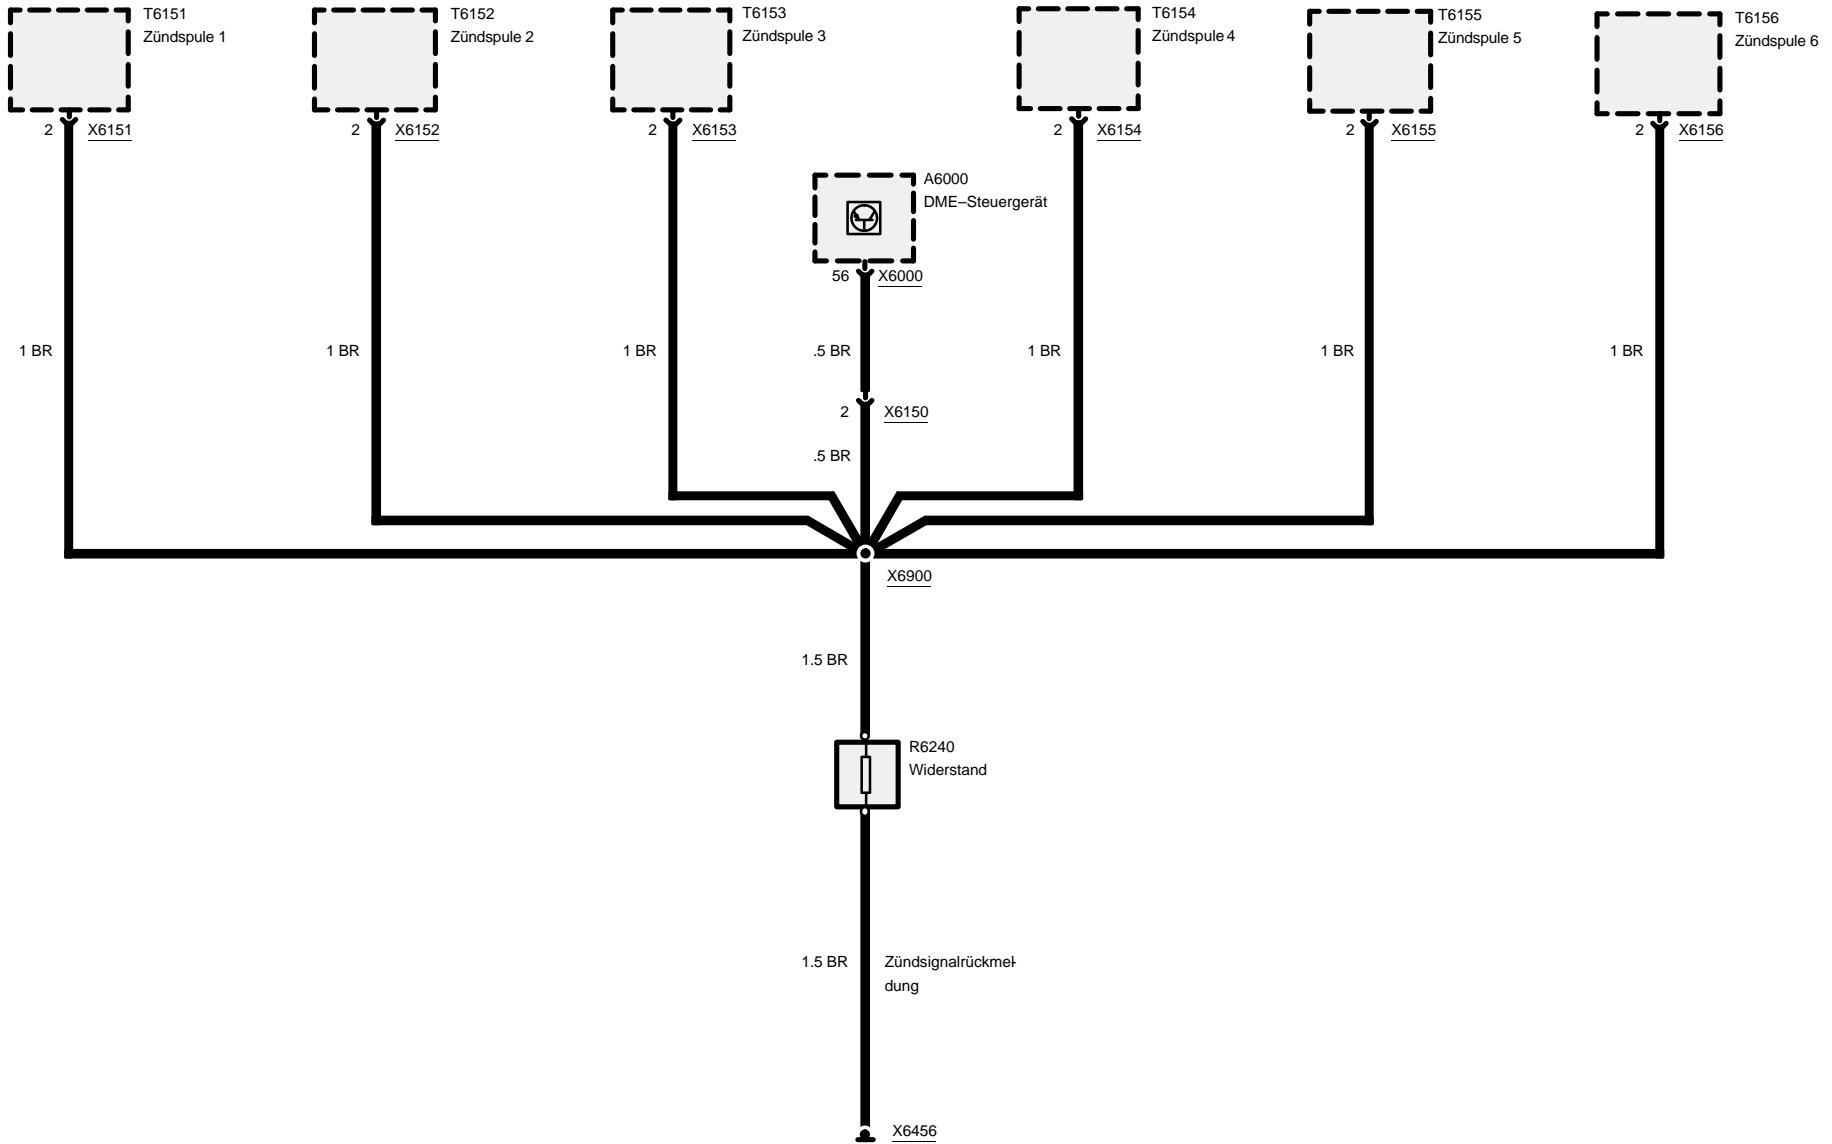 T6151
Zündspule 1
T6152
Zündspule 2
T6153
Zündspule 3
T6154
Zündspule 4
T6155
Zündspule 5
T6156
Zündspule 6
2 X6151
2 X6152
2 X6153
2 X6154
2 X6155
2 X6156
A6000
DME–Steuergerät
56 X6000
1 BR
1 BR
1 BR
.5 BR
1 BR
1 BR
1 BR
2 X6150
.5 BR
X6900
1.5 BR
R6240
Widerstand
1.5 BR
Zündsignalrückmel-
dung
X6456